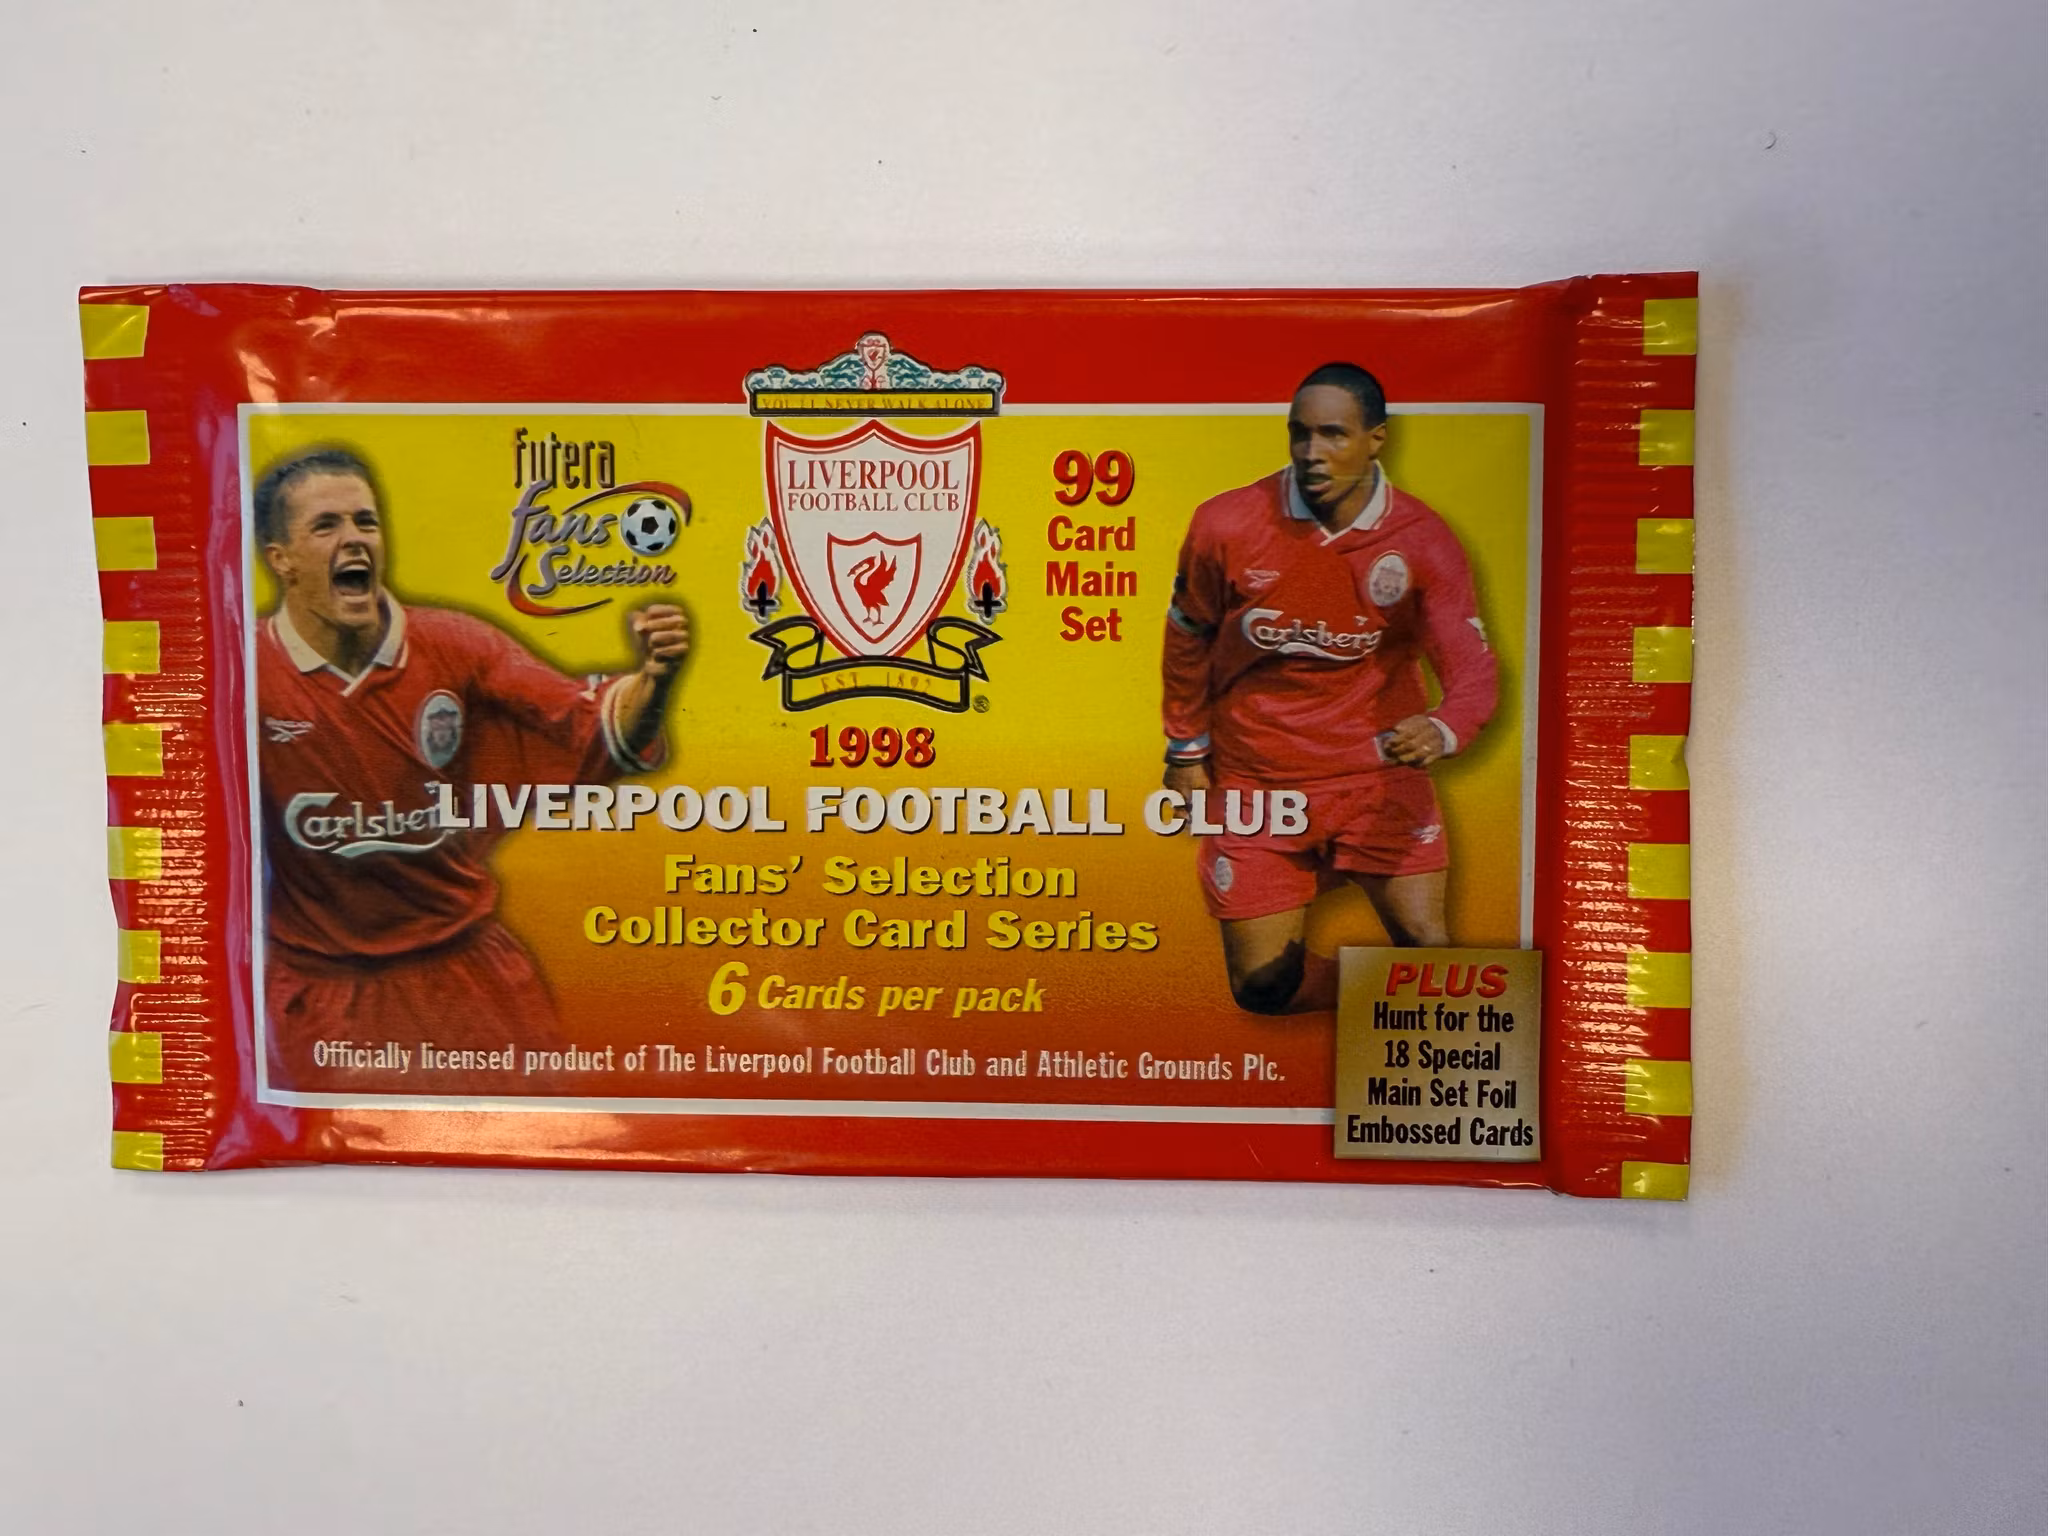 YOU'LL NEVER WALK ALONE
futera
fans
Selection
LIVERPOOL
FOOTBALL CLUB
EST 1892
®
99
Card
Main
Set
Carlsberg
Carlsber
1998
LIVERPOOL FOOTBALL CLUB
Fans' Selection
Collector Card Series
6 Cards per pack
Officially licensed product of The Liverpool Football Club and Athletic Grounds Plc.
PLUS
Hunt for the
18 Special
Main Set Foil
Embossed Cards